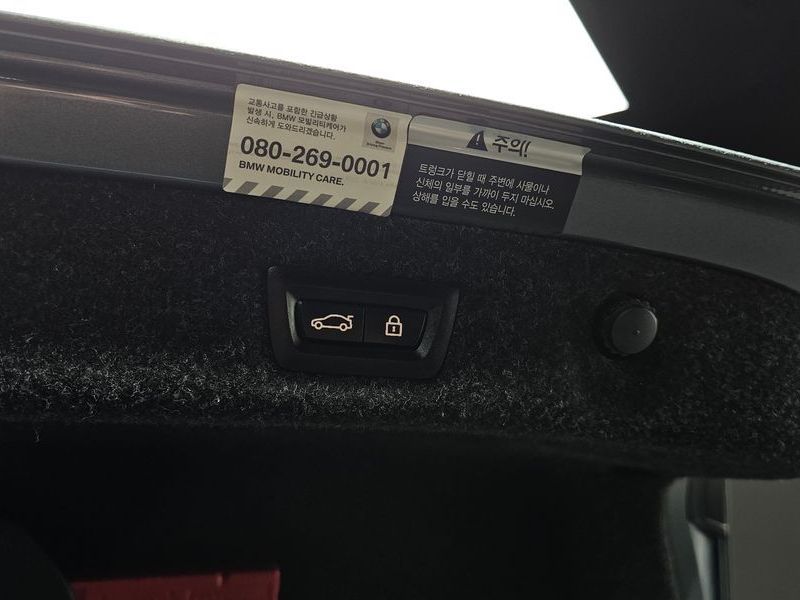 교통사고를 포함한 긴급상황
발생 시, BMW 모빌리티케어가
신속하게 도와드리겠습니다.
080-269-0001
BMW MOBILITY CARE.
주의!
트렁크가 닫힐 때 주변에 사물이나
신체의 일부를 가까이 두지 마십시오.
상해를 입을 수도 있습니다.